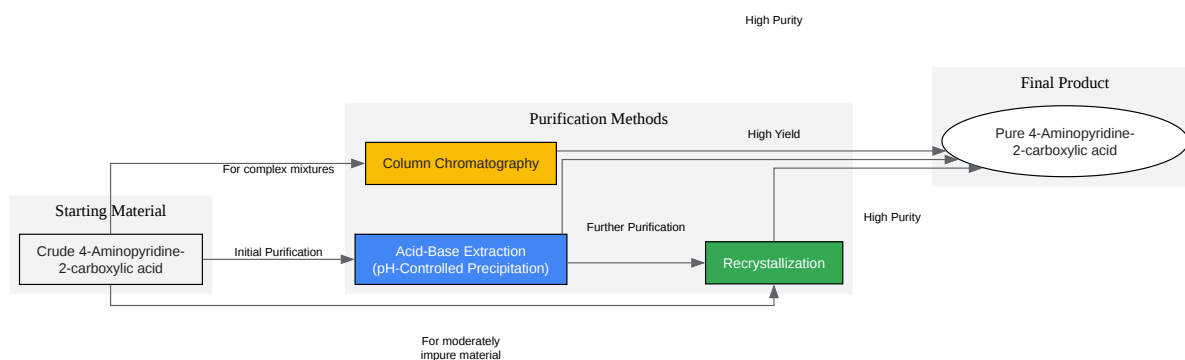 High Purity
Final Product
Pure 4-Aminopyridine-
2-carboxylic acid
Purification Methods
High Yield
Column Chromatography
For complex mixtures
Starting Material
Crude 4-Aminopyridine-
2-carboxylic acid
Initial Purification
Acid-Base Extraction
(pH-Controlled Precipitation)
Further Purification
High Purity
Recrystallization
For moderately
impure material